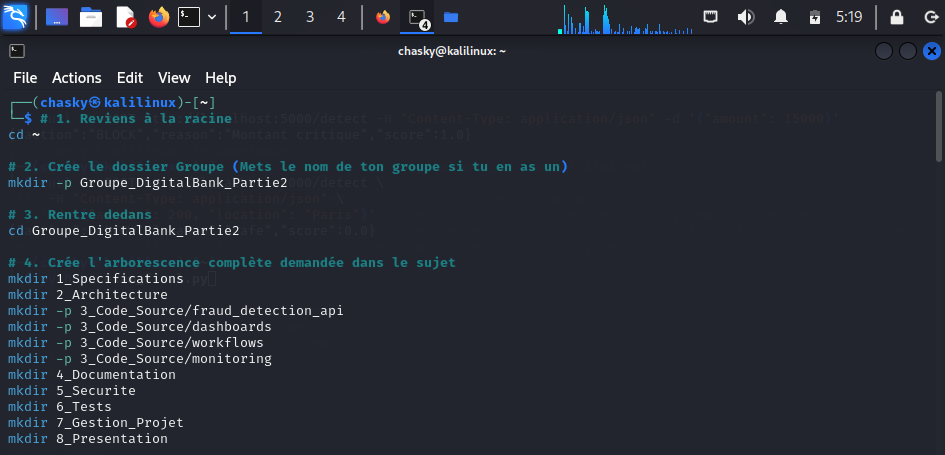 1 2 3 4 4 5:19
chasky@kalilinux: ~
File Actions Edit View Help
┌──(chasky㉿kalilinux)-[~]
└─$ # 1. Reviens à la racine
cd ~
# 2. Crée le dossier Groupe (Mets le nom de ton groupe si tu en as un)
mkdir -p Groupe_DigitalBank_Partie2
# 3. Rentre dedans
cd Groupe_DigitalBank_Partie2
# 4. Crée l'arborescence complète demandée dans le sujet
mkdir 1_Specifications
mkdir 2_Architecture
mkdir -p 3_Code_Source/fraud_detection_api
mkdir -p 3_Code_Source/dashboards
mkdir -p 3_Code_Source/workflows
mkdir -p 3_Code_Source/monitoring
mkdir 4_Documentation
mkdir 5_Securite
mkdir 6_Tests
mkdir 7_Gestion_Projet
mkdir 8_Presentation